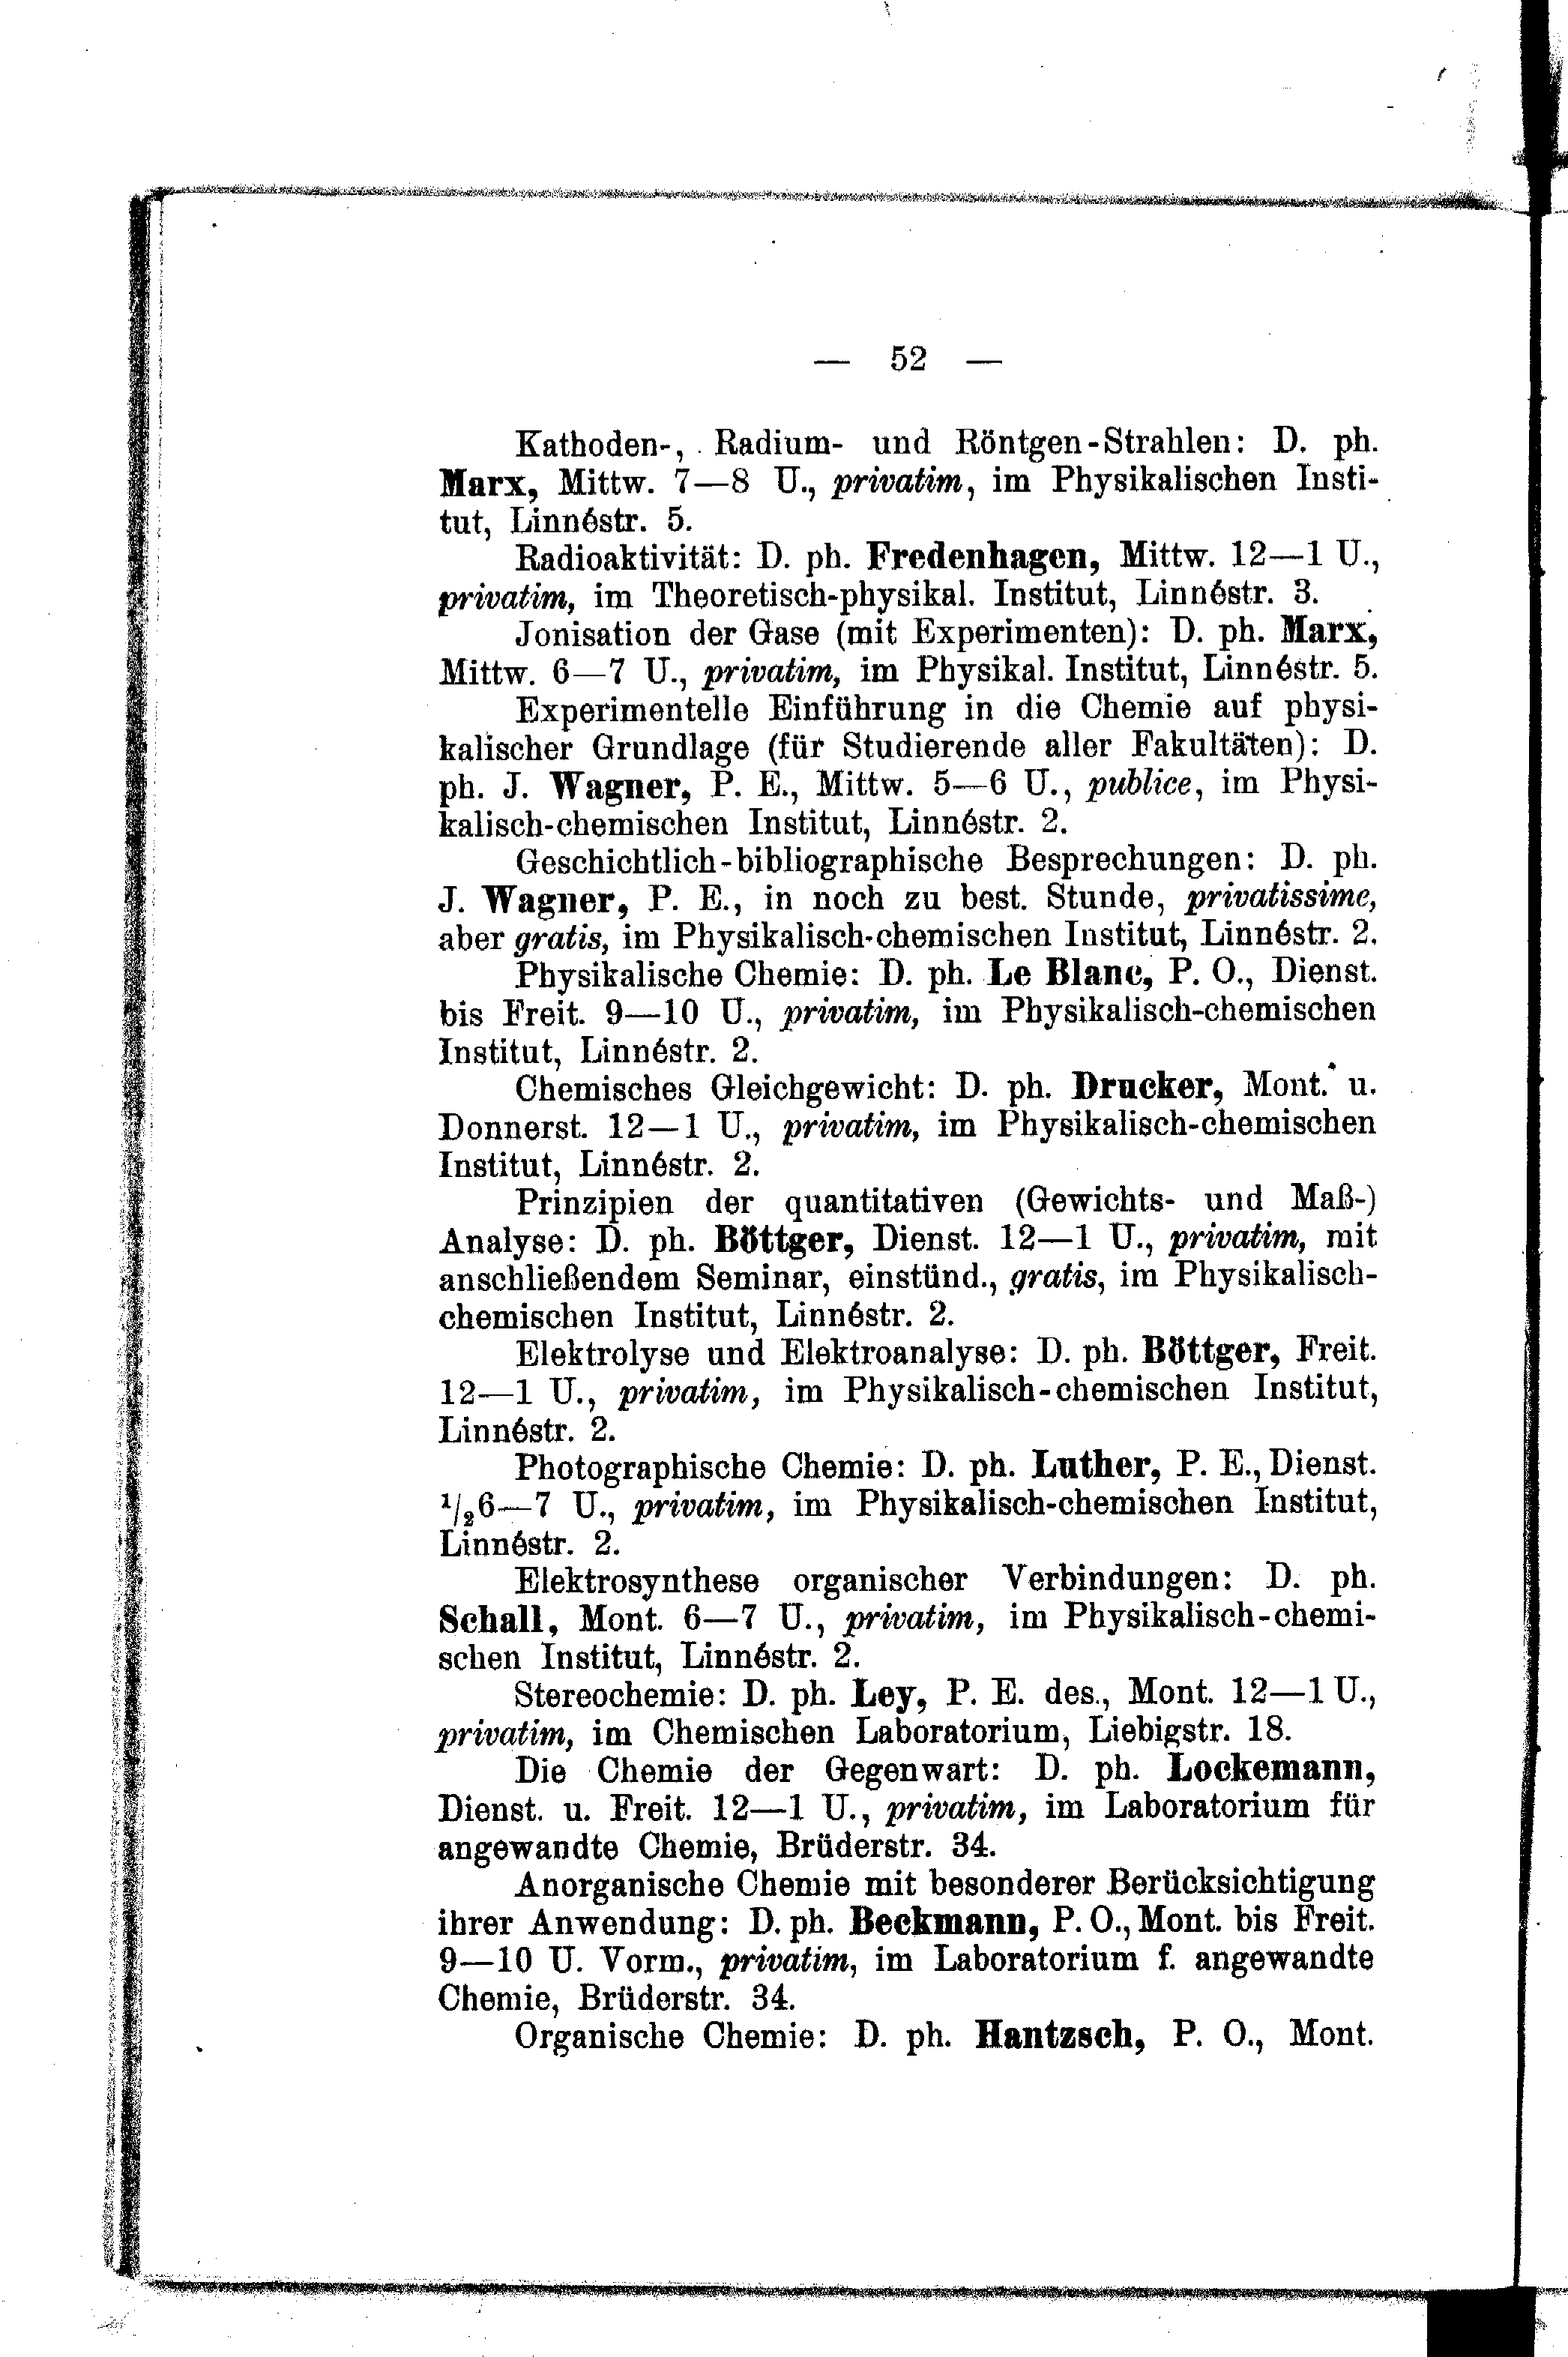 — 52 —
Kathoden-, Radium- und Röntgen-Strahlen: D. ph.
Marx, Mittw. 7—8 U., privatim, im Physikalischen Insti-
tut, Linnéstr. 5.
Radioaktivität: D. ph. Fredenhagen, Mittw. 12—1 U.,
privatim, im Theoretisch-physikal. Institut, Linnéstr. 3.
Jonisation der Gase (mit Experimenten): D. ph. Marx,
Mittw. 6—7 U., privatim, im Physikal. Institut, Linnéstr. 5.
Experimentelle Einführung in die Chemie auf physi-
kalischer Grundlage (für Studierende aller Fakultäten): D.
ph. J. Wagner, P. E., Mittw. 5—6 U., publice, im Physi-
kalisch-chemischen Institut, Linnéstr. 2.
Geschichtlich-bibliographische Besprechungen: D. ph.
J. Wagner, P. E., in noch zu best. Stunde, privatissime,
aber gratis, im Physikalisch-chemischen Institut, Linnéstr. 2.
Physikalische Chemie: D. ph. Le Blanc, P. O., Dienst.
bis Freit. 9—10 U., privatim, im Physikalisch-chemischen
Institut, Linnéstr. 2.
Chemisches Gleichgewicht: D. ph. Drucker, Mont. u.
Donnerst. 12—1 U., privatim, im Physikalisch-chemischen
Institut, Linnéstr. 2.
Prinzipien der quantitativen (Gewichts- und Maß-)
Analyse: D. ph. Böttger, Dienst. 12—1 U., privatim, mit
anschließendem Seminar, einstünd., gratis, im Physikalisch-
chemischen Institut, Linnéstr. 2.
Elektrolyse und Elektroanalyse: D. ph. Böttger, Freit.
12—1 U., privatim, im Physikalisch-chemischen Institut,
Linnéstr. 2.
Photographische Chemie: D. ph. Luther, P. E., Dienst.
1/26—7 U., privatim, im Physikalisch-chemischen Institut,
Linnéstr. 2.
Elektrosynthese organischer Verbindungen: D. ph.
Schall, Mont. 6—7 U., privatim, im Physikalisch-chemi-
schen Institut, Linnéstr. 2.
Stereochemie: D. ph. Ley, P. E. des., Mont. 12—1 U.,
privatim, im Chemischen Laboratorium, Liebigstr. 18.
Die Chemie der Gegenwart: D. ph. Lockemann,
Dienst. u. Freit. 12—1 U., privatim, im Laboratorium für
angewandte Chemie, Brüderstr. 34.
Anorganische Chemie mit besonderer Berücksichtigung
ihrer Anwendung: D. ph. Beckmann, P. O., Mont. bis Freit.
9—10 U. Vorm., privatim, im Laboratorium f. angewandte
Chemie, Brüderstr. 34.
Organische Chemie: D. ph. Hantzsch, P. O., Mont.